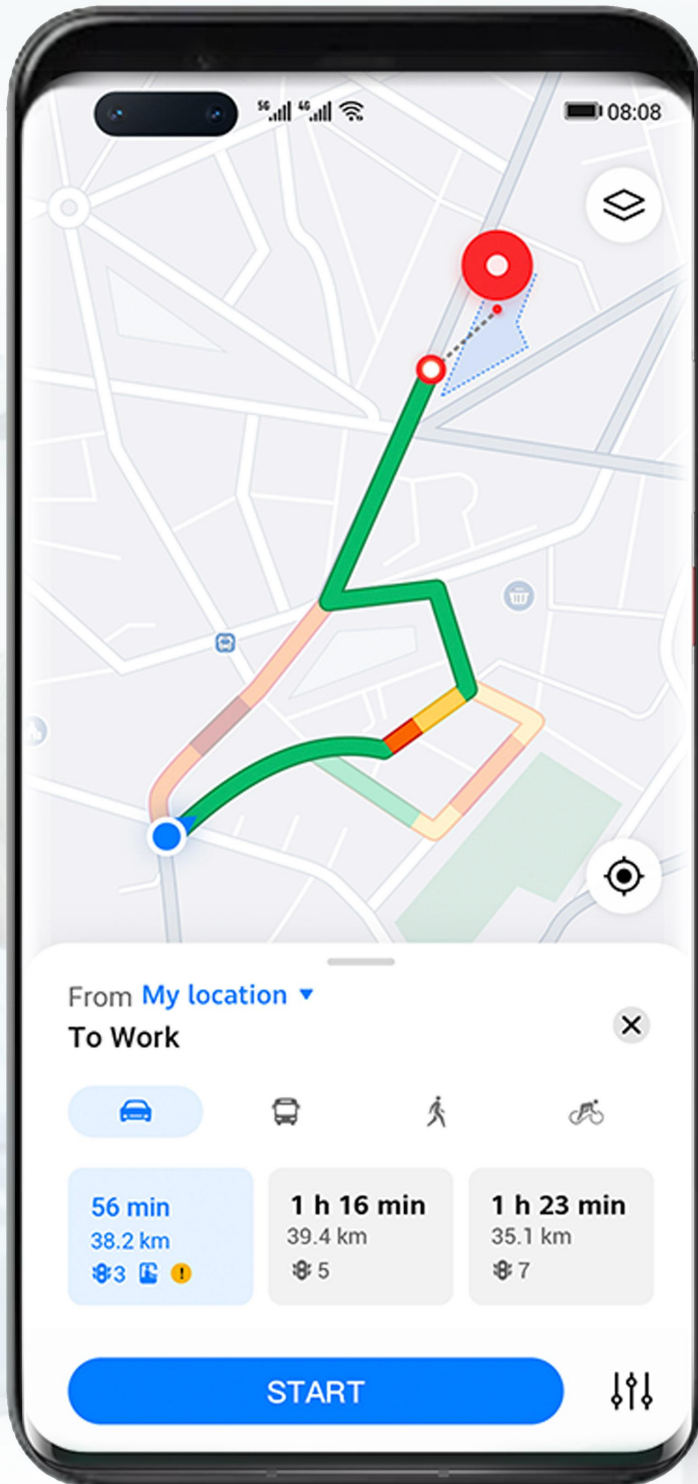 5G 4G 08:08
From My location ▼
To Work
56 min
38.2 km
3 !
1 h 16 min
39.4 km
5
1 h 23 min
35.1 km
7
START